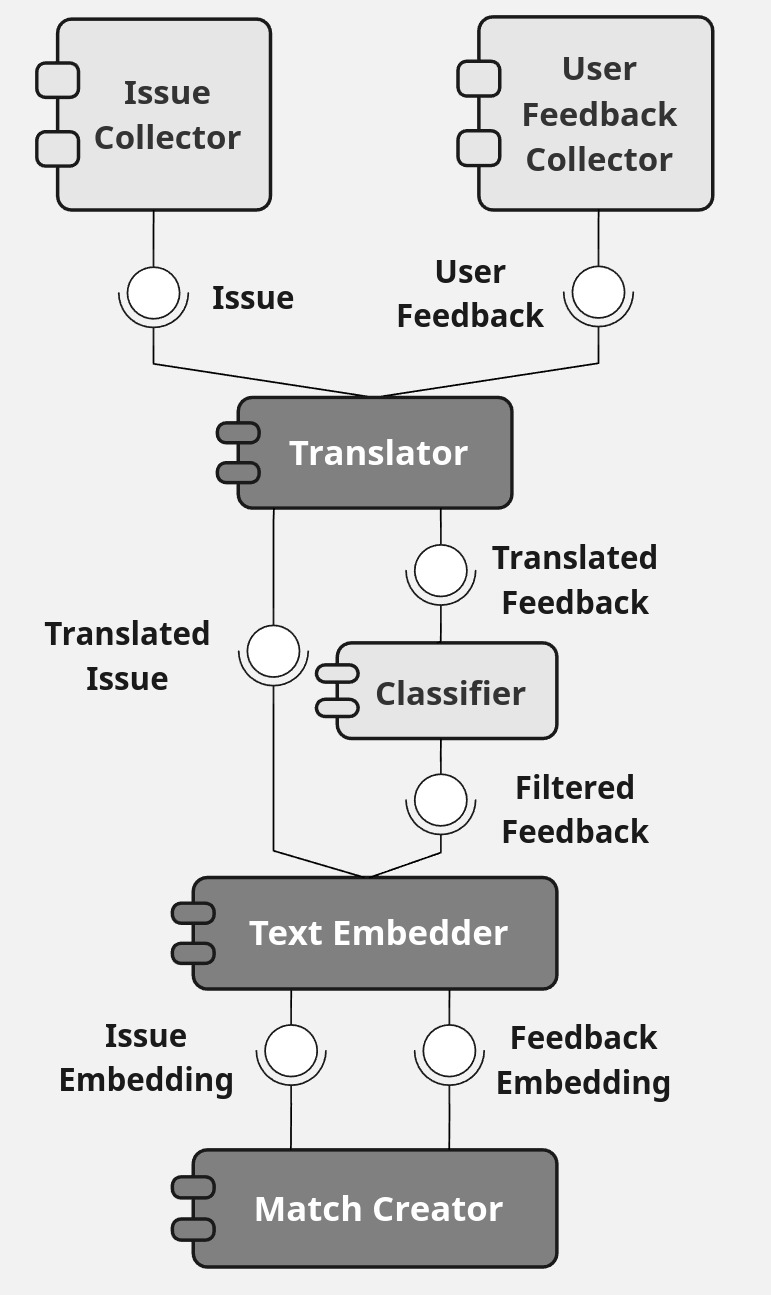 Issue
Collector
User
Feedback
Collector
Issue
User
Feedback
Translator
Translated
Feedback
Translated
Issue
Classifier
Filtered
Feedback
Text Embedder
Issue
Embedding
Feedback
Embedding
Match Creator